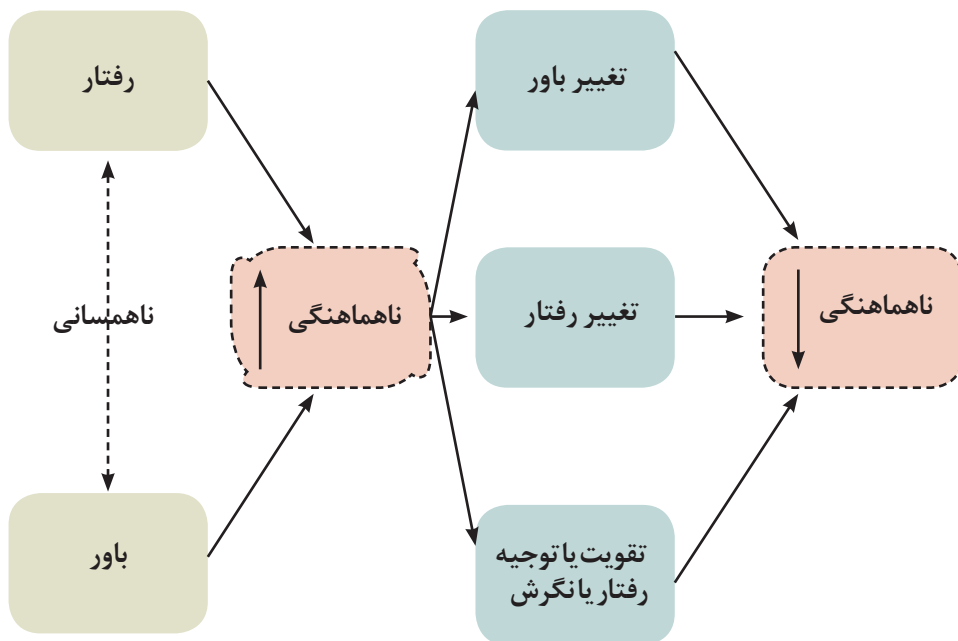 رفتار
ناهمسانی
باور
ناهماهنگی
تغییر باور
تغییر رفتار
تقویت یا توجیه
رفتار یا نگرش
ناهماهنگی